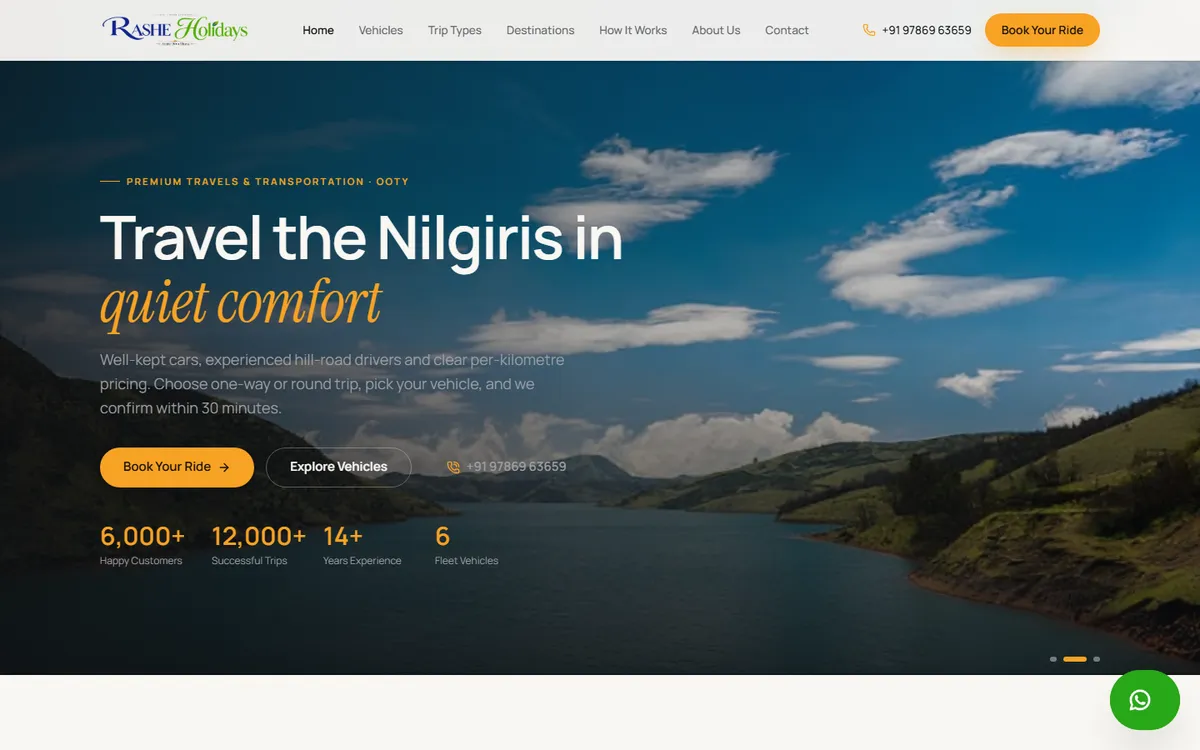 RASHE Holidays
Home
Vehicles
Trip Types
Destinations
How It Works
About Us
Contact
+91 97869 63659
Book Your Ride
PREMIUM TRAVELS & TRANSPORTATION · OOTY
Travel the Nilgiris in
quiet comfort
Well-kept cars, experienced hill-road drivers and clear per-kilometre
pricing. Choose one-way or round trip, pick your vehicle, and we
confirm within 30 minutes.
Book Your Ride →
Explore Vehicles
+91 97869 63659
6,000+
Happy Customers
12,000+
Successful Trips
14+
Years Experience
6
Fleet Vehicles